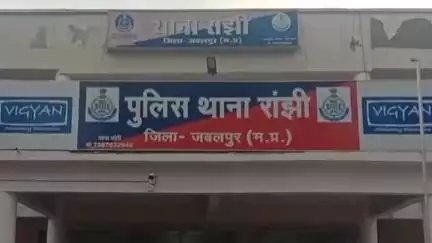 थाना-राँझी
जिला-जबलपुर (म.प्र.)
VIGYAN
पुलिस थाना रांझी
जिला- जबलपुर (म.प्र.)
VIGYAN